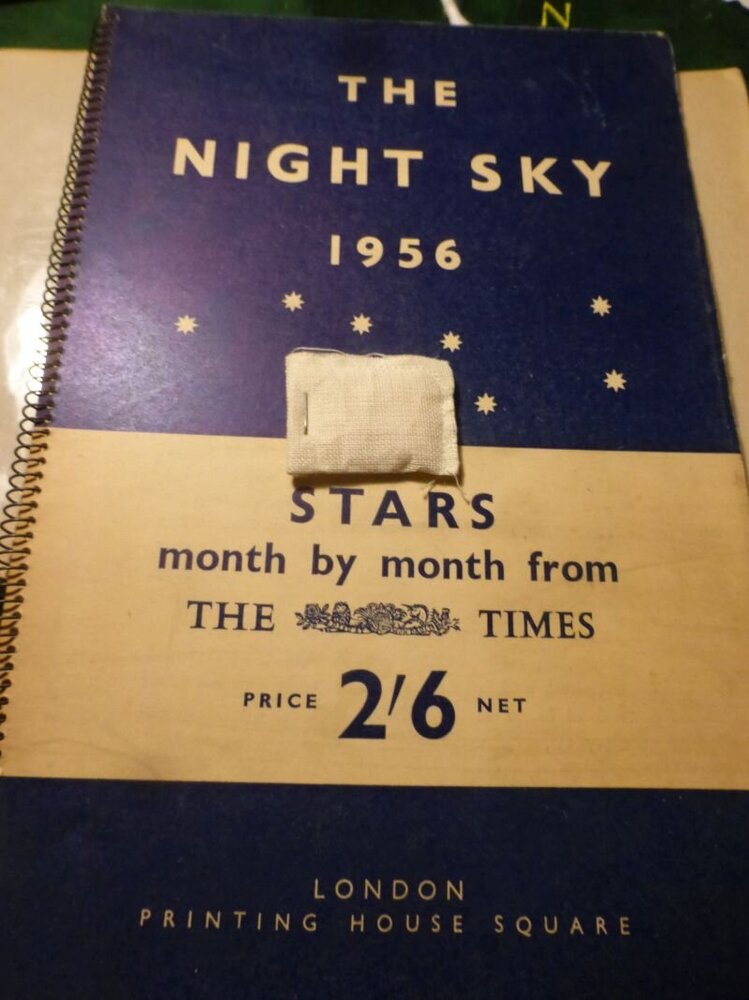 N
THE
NIGHT SKY
1956
STARS
month by month from
THE TIMES
PRICE 2/6 NET
LONDON
PRINTING HOUSE SQUARE